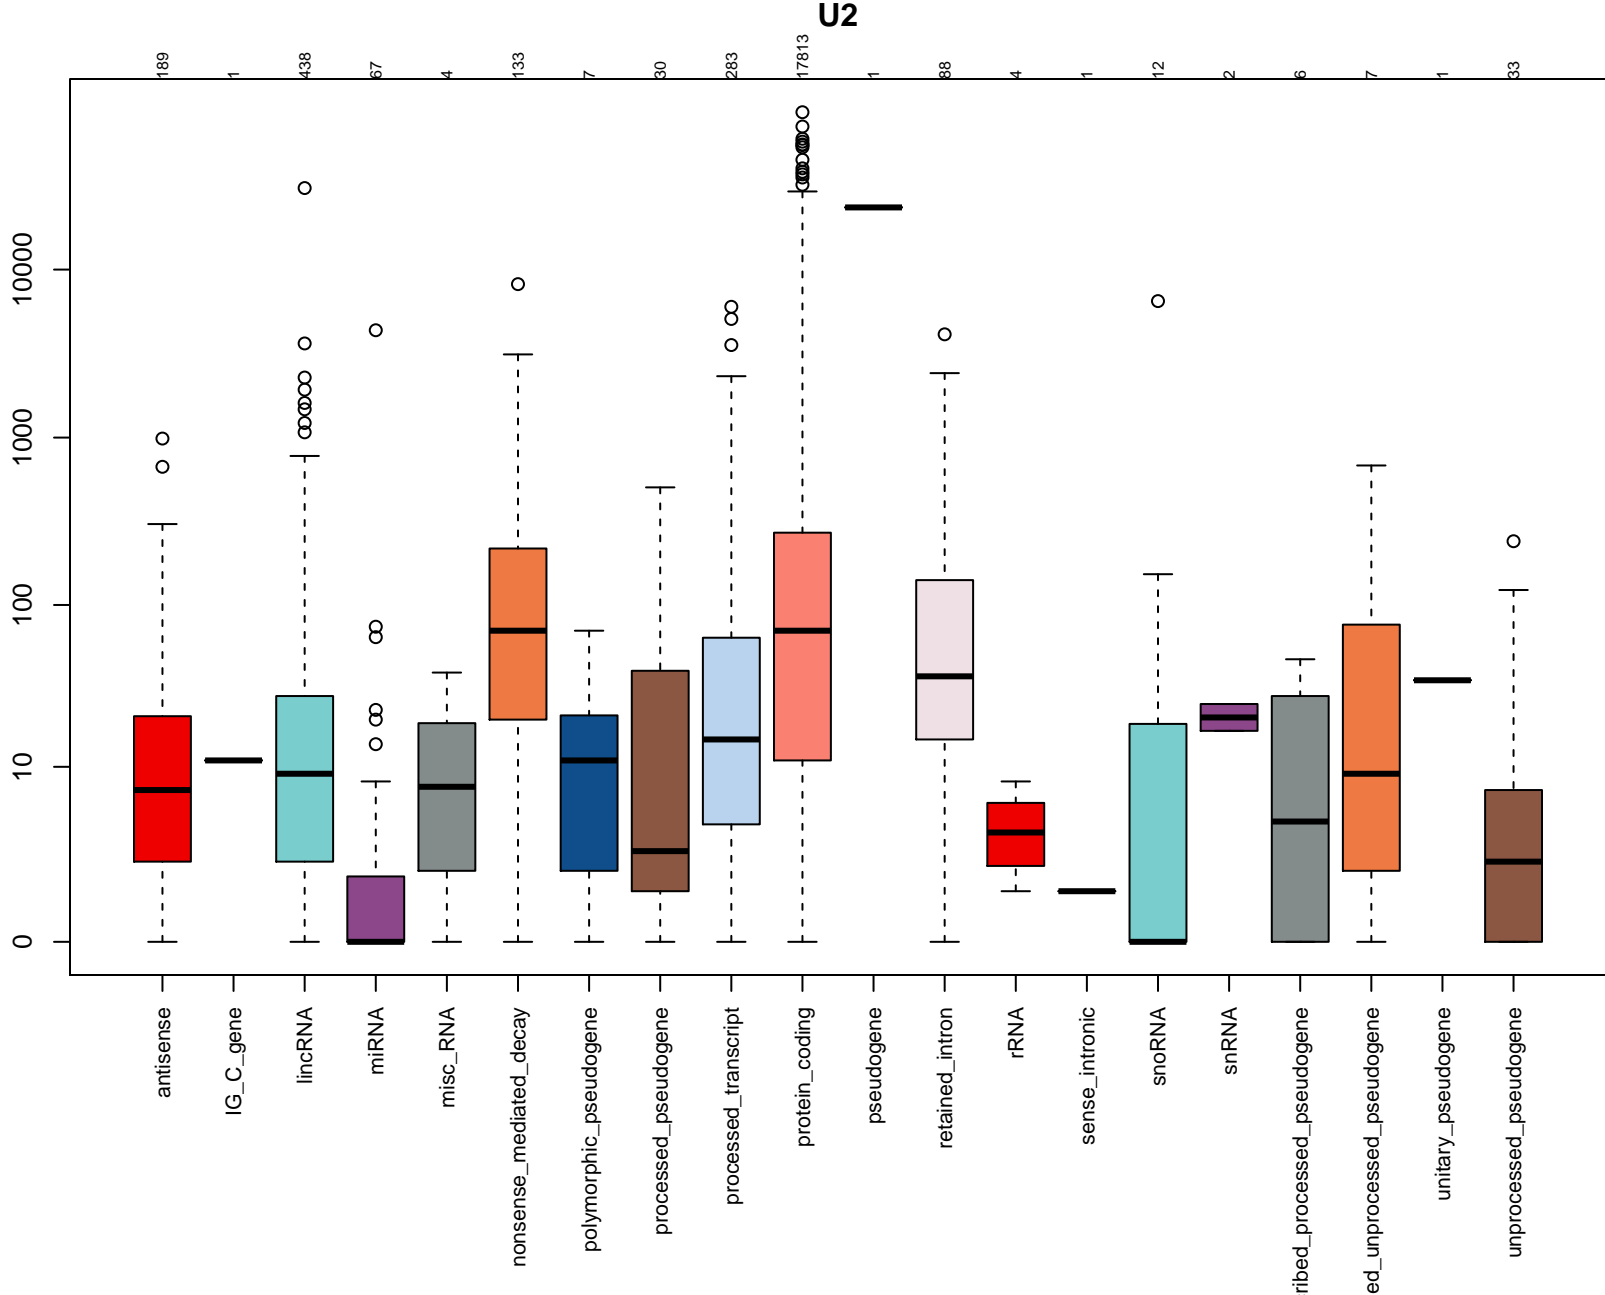 U2
189
1
438
67
4
133
7
30
283
17813
1
88
4
1
12
2
6
7
1
33
10000
1000
100
10
0
antisense
IG_C_gene
lincRNA
miRNA
misc_RNA
nonsense_mediated_decay
polymorphic_pseudogene
processed_pseudogene
processed_transcript
protein_coding
pseudogene
retained_intron
rRNA
sense_intronic
snoRNA
snRNA
ribed_processed_pseudogene
ed_unprocessed_pseudogene
unitary_pseudogene
unprocessed_pseudogene